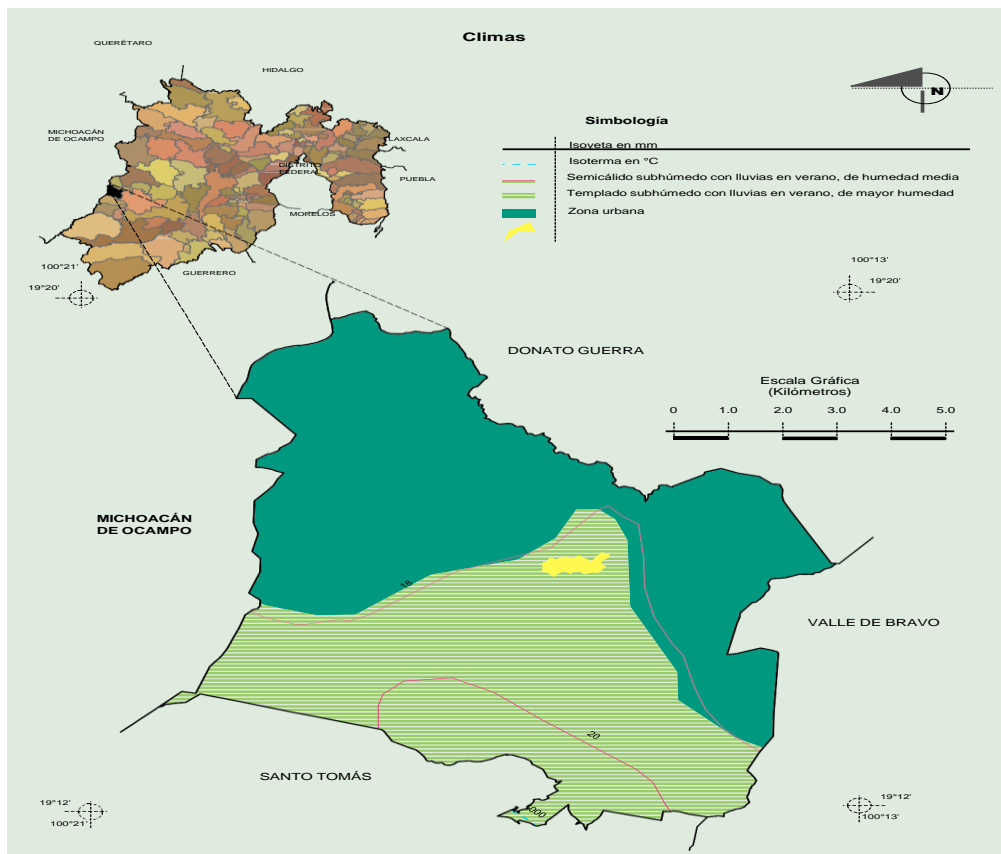 Climas
QUERÉTARO
HIDALGO
MICHOACÁN
DE OCAMPO
LAXCALA
DISTRITO
FEDERAL
PUEBLA
MORELOS
GUERRERO
N
Simbología
Isoyeta en mm
Isoterma en °C
Semicálido subhúmedo con lluvias en verano, de humedad media
Templado subhúmedo con lluvias en verano, de mayor humedad
Zona urbana
100°21'
19°20'
100°13'
19°20'
DONATO GUERRA
Escala Gráfica
(Kilómetros)
0 1.0 2.0 3.0 4.0 5.0
MICHOACÁN
DE OCAMPO
18
VALLE DE BRAVO
20
SANTO TOMÁS
19°12'
100°21'
000
19°12'
100°13'